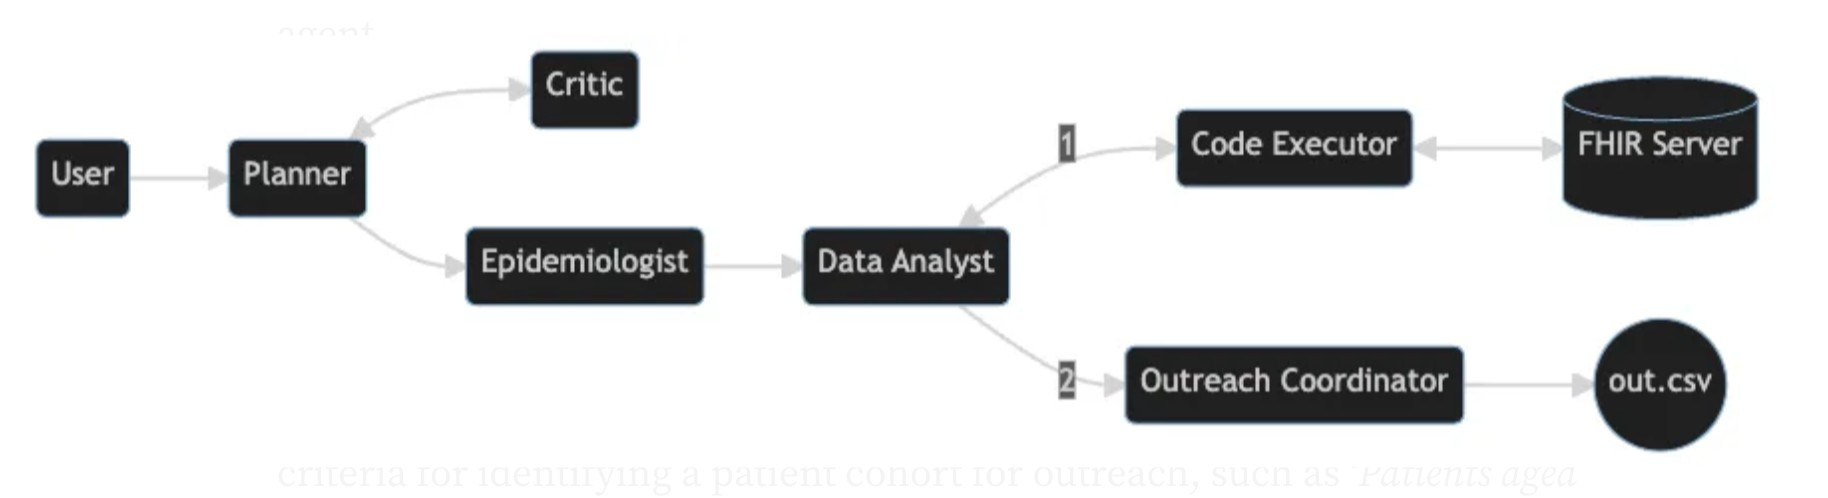 agent
Critic
1
Code Executor
FHIR Server
User
Planner
Epidemiologist
Data Analyst
2
Outreach Coordinator
out.csv
criteria for identifying a patient cohort for outreach, such as 'Patients aged